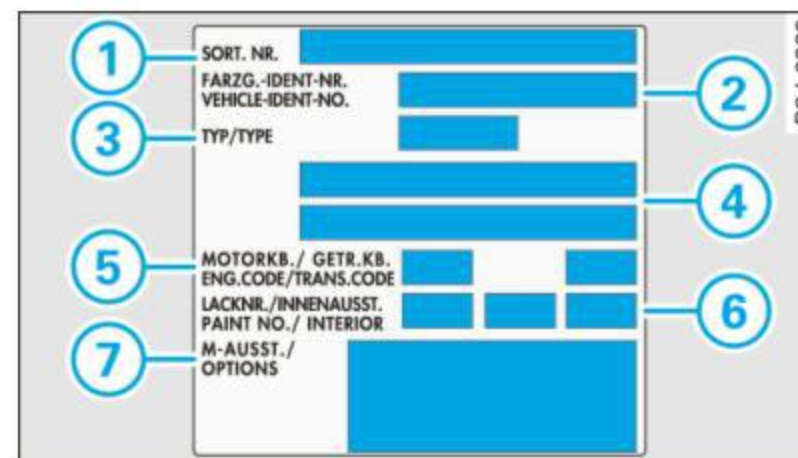 1
SORT. NR.
FARZG.-IDENT-NR.
VEHICLE-IDENT-NO.
2
3
TYP/TYPE
4
5
MOTORKB./ GETR.KB.
ENG.CODE/TRANS.CODE
LACKNR./INNENAUSST.
PAINT NO./ INTERIOR
6
7
M-AUSST./
OPTIONS